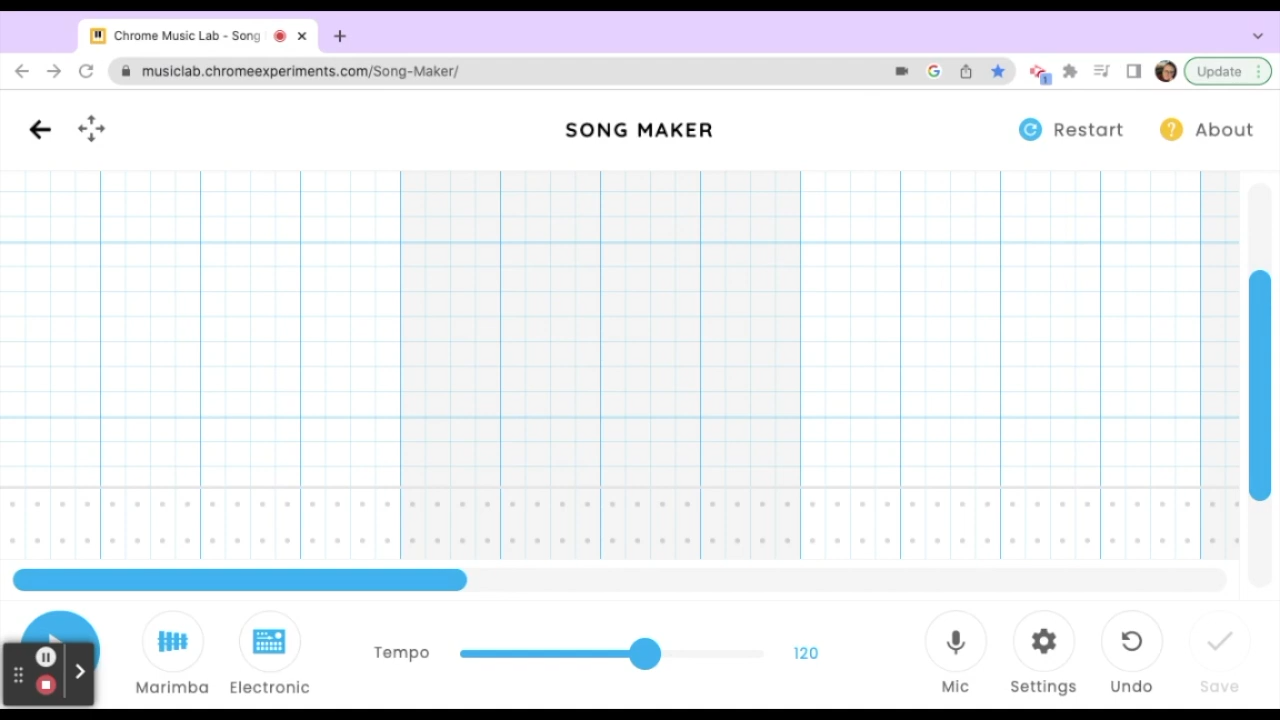 Chrome Music Lab - Song
musiclab.chromeexperiments.com/Song-Maker/
1
Update
SONG MAKER
Restart
? About
Marimba
Electronic
Tempo
120
Mic
Settings
Undo
Save